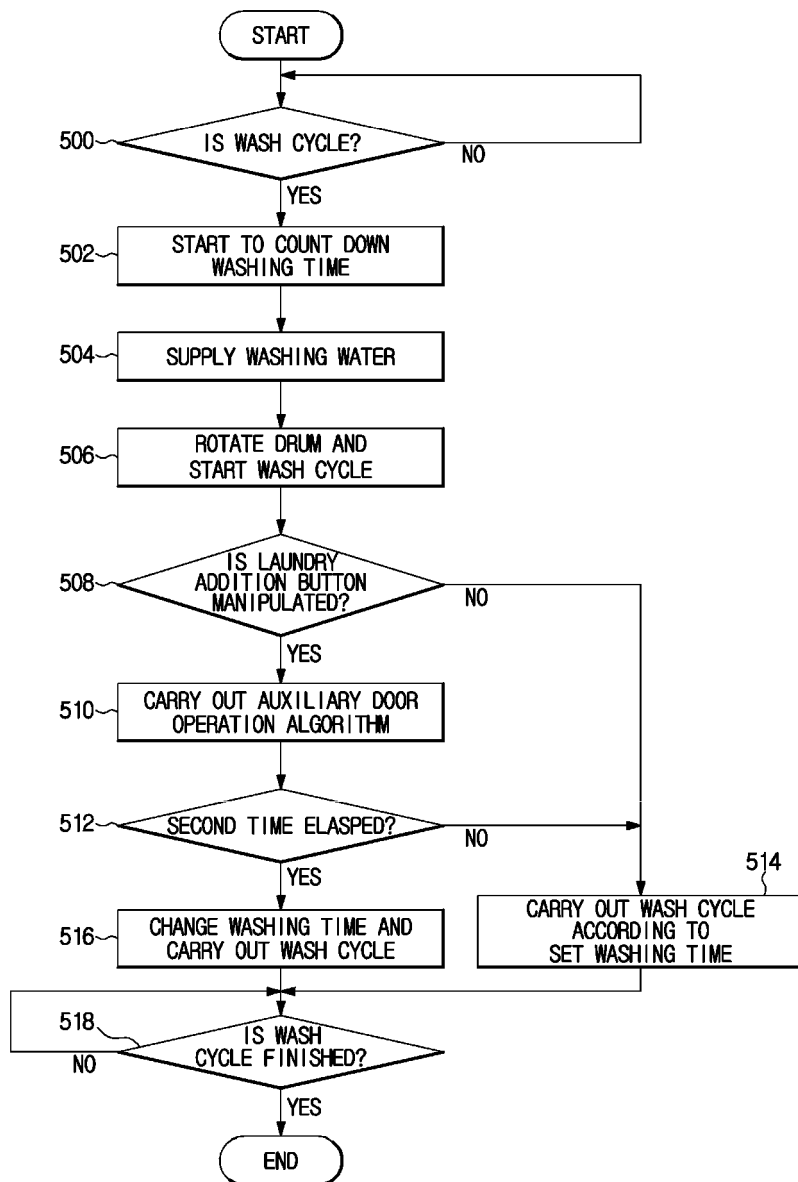 START
500
IS WASH CYCLE?
NO
YES
502
START TO COUNT DOWN
WASHING TIME
504
SUPPLY WASHING WATER
506
ROTATE DRUM AND
START WASH CYCLE
508
IS LAUNDRY
ADDITION BUTTON
MANIPULATED?
NO
YES
510
CARRY OUT AUXILIARY DOOR
OPERATION ALGORITHM
512
SECOND TIME ELASPED?
NO
YES
514
516
CHANGE WASHING TIME AND
CARRY OUT WASH CYCLE
CARRY OUT WASH CYCLE
ACCORDING TO
SET WASHING TIME
518
IS WASH
CYCLE FINISHED?
NO
YES
END